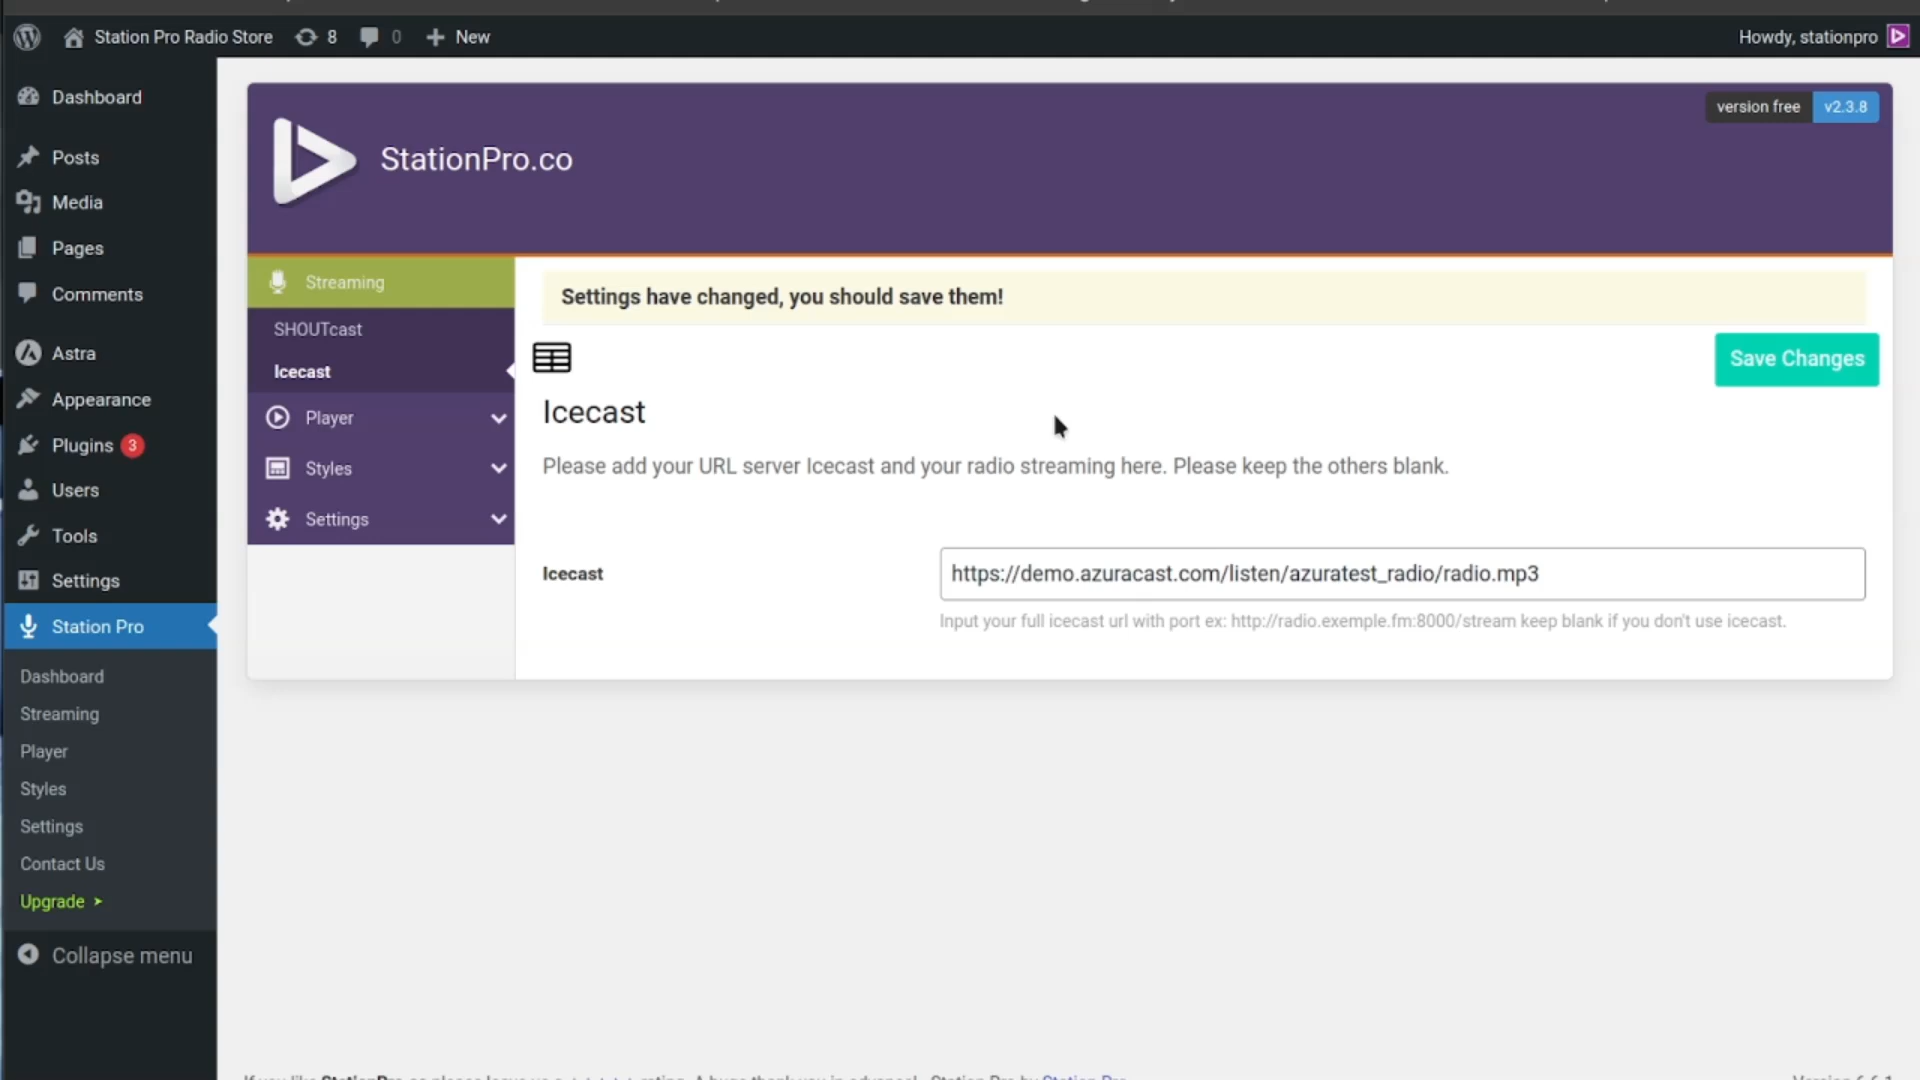 Station Pro Radio Store 8 0 New Howdy, stationpro
Dashboard
Posts
Media
Pages
Comments
Astra
Appearance
Plugins 3
Users
Tools
Settings
Station Pro
Dashboard
Streaming
Player
Styles
Settings
Contact Us
Upgrade ➤
Collapse menu
version free v2.3.8
StationPro.co
Streaming
SHOUTcast
Icecast
Player
Styles
Settings
Settings have changed, you should save them!
Save Changes
Icecast
Please add your URL server Icecast and your radio streaming here. Please keep the others blank.
Icecast https://demo.azuracast.com/listen/azuratest_radio/radio.mp3
Input your full icecast url with port ex: http://radio.exemple.fm:8000/stream keep blank if you don't use icecast.